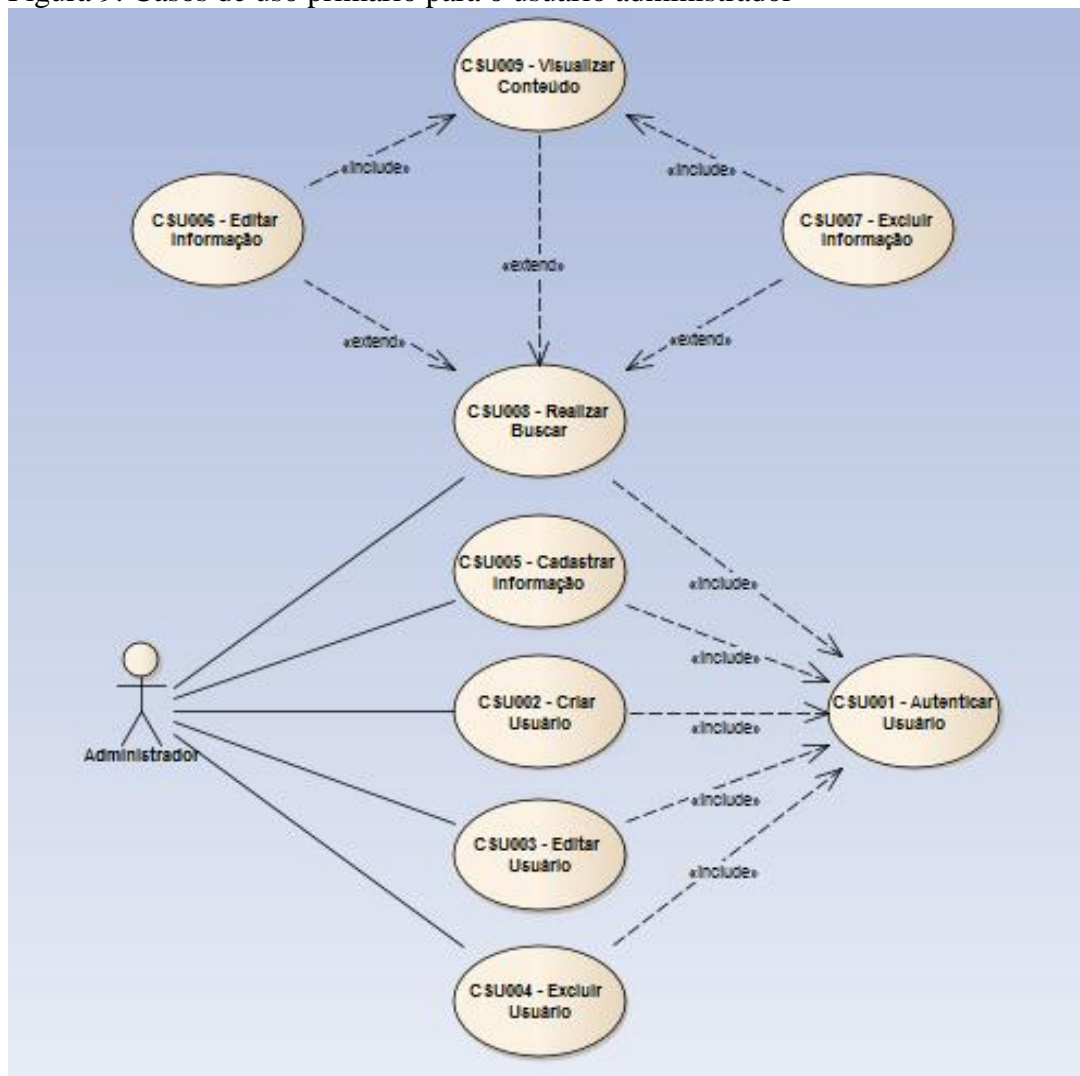 Figura 9: Casos de uso primário para o usuário administrador
CSU009 - Visualizar
Conteúdo
«include»
«include»
CSU006 - Editar
Informação
CSU007 - Excluir
Informação
«extend»
«extend»
«extend»
CSU008 - Realizar
Buscar
CSU005 - Cadastrar
Informação
«include»
«include»
CSU002 - Criar
Usuário
CSU001 - Autenticar
Usuário
«include»
Administrador
«include»
CSU003 - Editar
Usuário
«include»
CSU004 - Excluir
Usuário